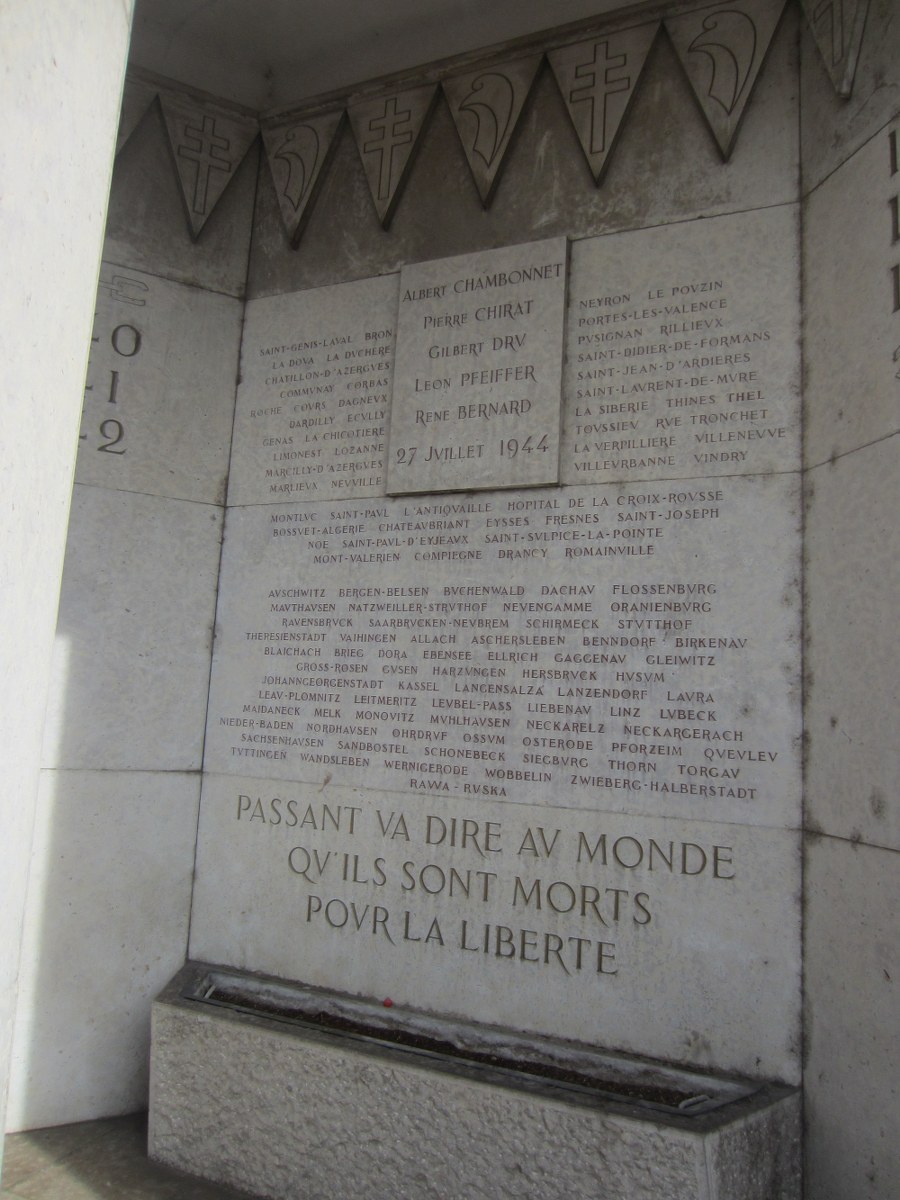 -0
-1
-2
ALBERT CHAMBONNET
PIERRE CHIRAT
GILBERT DRV
LEON PFEIFFER
RENE BERNARD
27 JVILLET 1944
SAINT-GENIS-LAVAL BRON
LA DOVA LA DVCHERE
CHATILLON-D'AZERGVES
COMMVNAY CORBAS
ROCHE COVRS DAGNEVX
DARDILLY ECVLLY
GENAS LA CHICOTIERE
LIMONEST LOZANNE
MARCILLY-D'AZERGVES
MARLIEVX NEVVILLE
NEYRON LE POVZIN
PORTES-LES-VALENCE
PVSIGNAN RILLIEVX
SAINT-DIDIER-DE-FORMANS
SAINT-JEAN-D'ARDIERES
SAINT-LAVRENT-DE-MVRE
LA SIBERIE THINES THEL
TOVSSIEV RVE TRONCHET
LA VERPILLIERE VILLENEVVE
VILLEVRBANNE VINDRY
MONTLVC SAINT-PAVL L'ANTIQVAILLE HOPITAL DE LA CROIX-ROVSSE
BOSSVET-ALGERIE CHATEAVBRIANT EYSSES FRESNES SAINT-JOSEPH
NOE SAINT-PAVL-D'EYJEAVX SAINT-SVLPICE-LA-POINTE
MONT-VALERIEN COMPIEGNE DRANCY ROMAINVILLE
AVSCHWITZ BERGEN-BELSEN BVCHENWALD DACHAV FLOSSENBVRG
MAVTHAVSEN NATZWEILLER-STRVTHOF NEVENGAMME ORANIENBVRG
RAVENSBRVCK SAARBRVCKEN-NEVBREM SCHIRMECK STVTTHOF
THERESIENSTADT VAIHINGEN ALLACH ASCHERSLEBEN BENNDORF BIRKENAV
BLAICHACH BRIEG DORA EBENSEE ELLRICH GAGGENAV GLEIWITZ
GROSS-ROSEN GVSEN HARZVNGEN HERSBRVCK HVSVM
JOHANNGEORGENSTADT KASSEL LANGENSALZA LANZENDORF LAVRA
LEAV-PLOMNITZ LEITMERITZ LEVBEL-PASS LIEBENAV LINZ LVBECK
MAJDANECK MELK MONOVITZ MVHLHAVSEN NECKARELZ NECKARGERACH
NIEDER-BADEN NORDHAVSEN OHRDRVF OSSVM OSTERODE PFORZEIM QVEVLEV
SACHSENHAVSEN SANDBOSTEL SCHONEBECK SIEGBVRG THORN TORGAV
TVTTINGEN WANDSLEBEN WERNIGERODE WOBBELIN ZWIEBERG-HALBERSTADT
RAWA-RVSKA
PASSANT VA DIRE AV MONDE
QV'ILS SONT MORTS
POVR LA LIBERTE